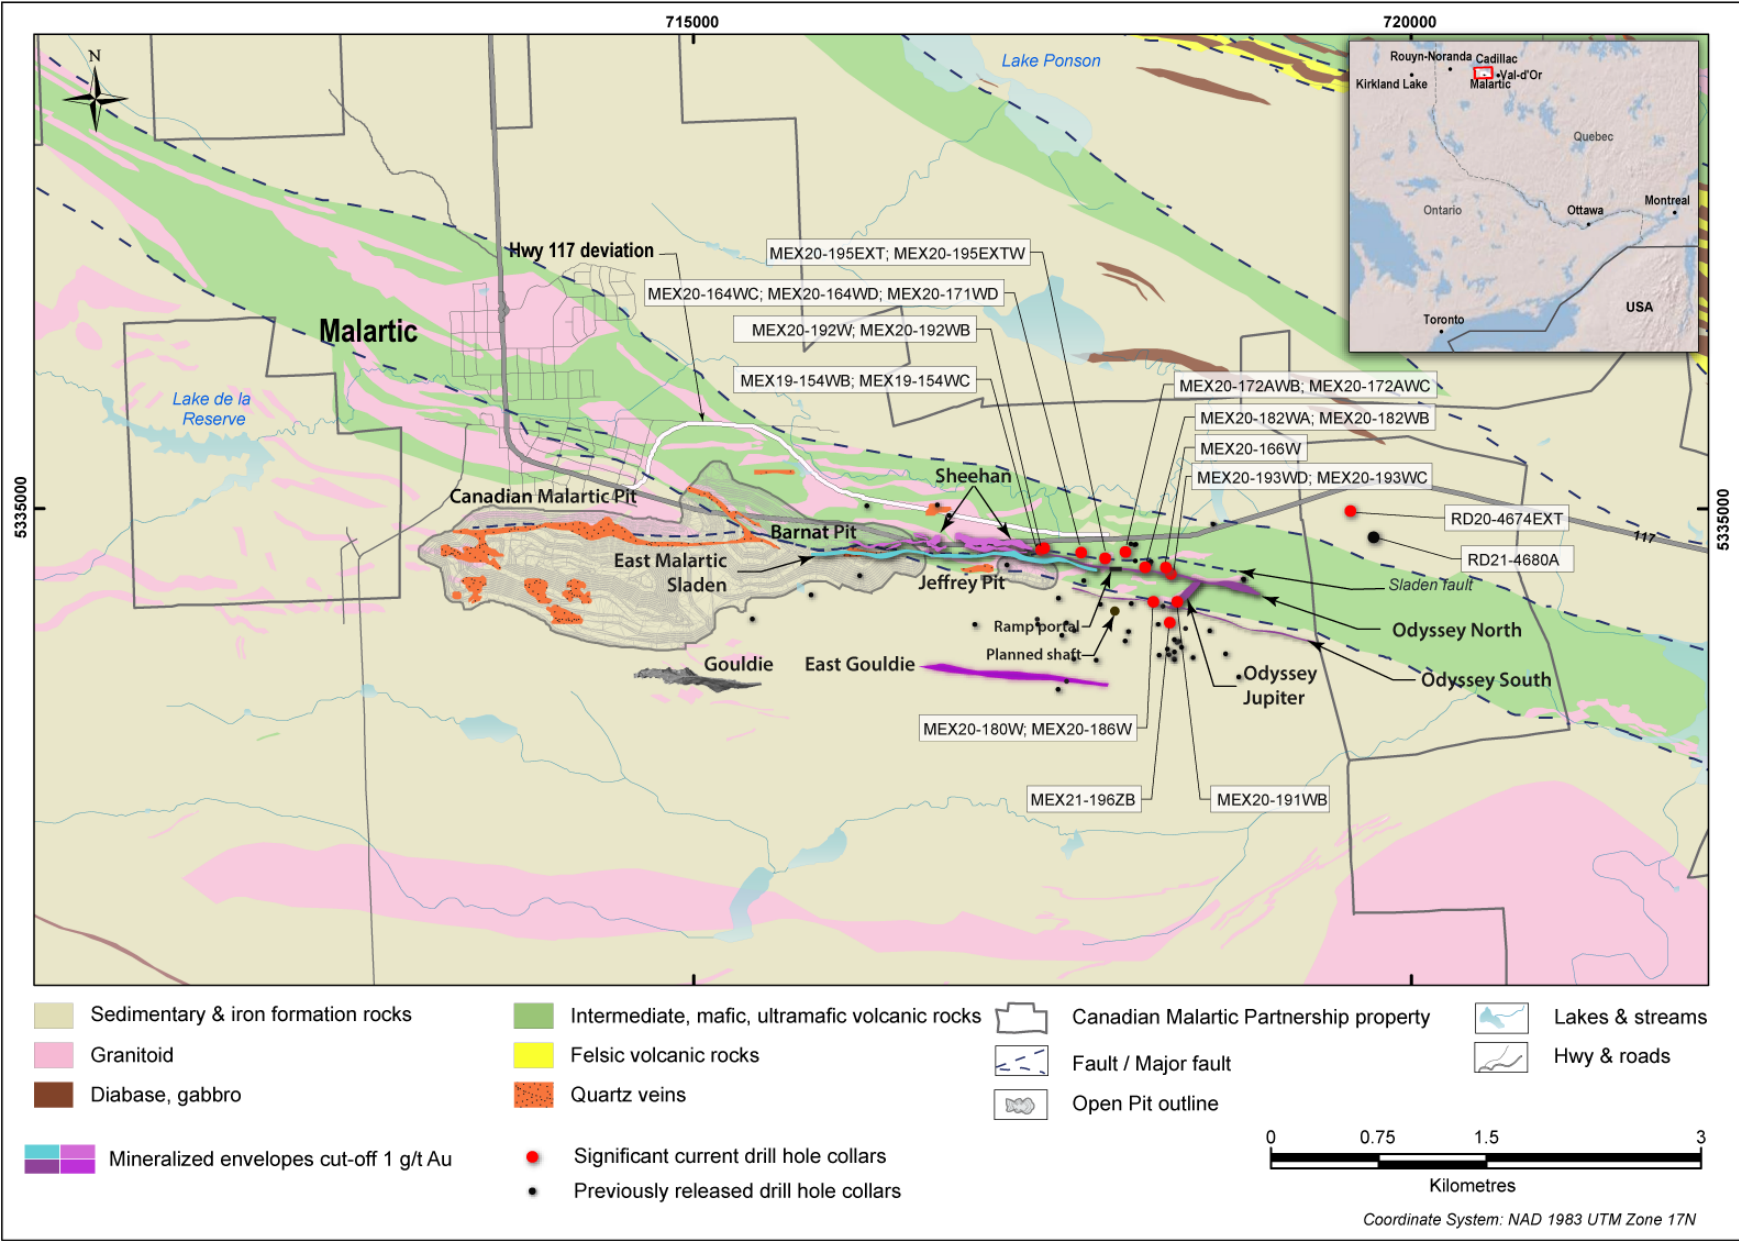 715000
720000
N
Lake Ponson
Rouyn-Noranda
Cadillac
Val-d'Or
Kirkland Lake
Malartic
Quebec
Ontario
Ottawa
Montreal
USA
Toronto
Hwy 117 deviation
MEX20-195EXT; MEX20-195EXTW
MEX20-164WC; MEX20-164WD; MEX20-171WD
MEX20-192W; MEX20-192WB
MEX19-154WB; MEX19-154WC
Malartic
Lake de la
Reserve
MEX20-172AWB; MEX20-172AWC
MEX20-182WA; MEX20-182WB
MEX20-166W
MEX20-193WD; MEX20-193WC
Sheehan
Canadian Malartic Pit
5335000
5335000
RD20-4674EXT
117
RD21-4680A
Barnat Pit
East Malartic
Sladen
Jeffrey Pit
Sladen fault
Ramp portal
Odyssey North
Planned shaft
Gouldie
East Gouldie
Odyssey
Jupiter
Odyssey South
MEX20-180W; MEX20-186W
MEX21-196ZB
MEX20-191WB
Sedimentary & iron formation rocks
Granitoid
Diabase, gabbro
Intermediate, mafic, ultramafic volcanic rocks
Felsic volcanic rocks
Quartz veins
Canadian Malartic Partnership property
Fault / Major fault
Open Pit outline
Lakes & streams
Hwy & roads
Mineralized envelopes cut-off 1 g/t Au
Significant current drill hole collars
Previously released drill hole collars
0 0.75 1.5 3
Kilometres
Coordinate System: NAD 1983 UTM Zone 17N